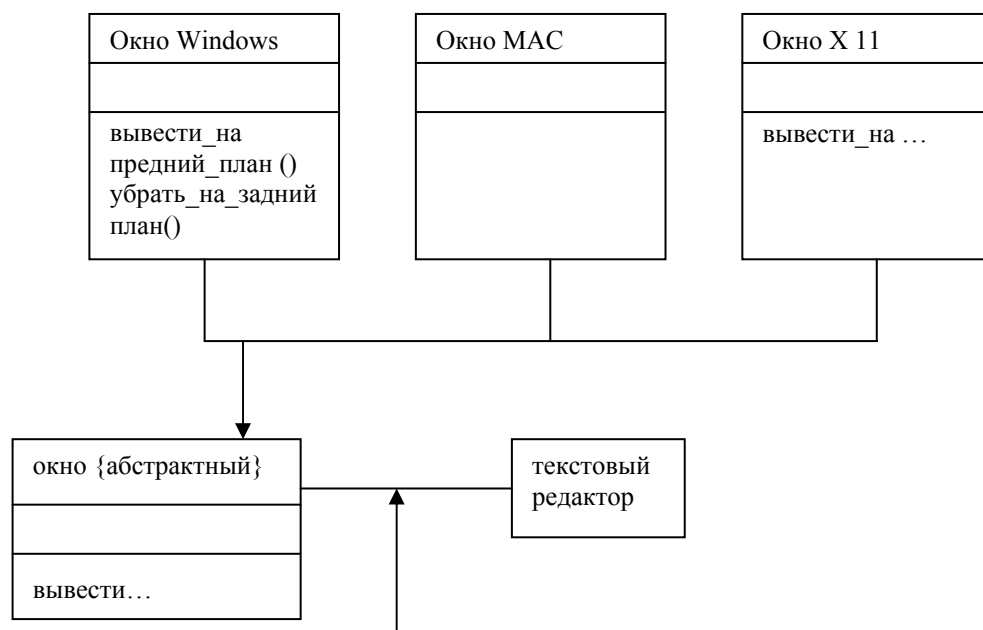 Окно Windows
вывести_на
предний_план ()
убрать_на_задний
план()
Окно MAC
Окно X 11
вывести_на …
окно {абстрактный}
вывести…
текстовый
редактор